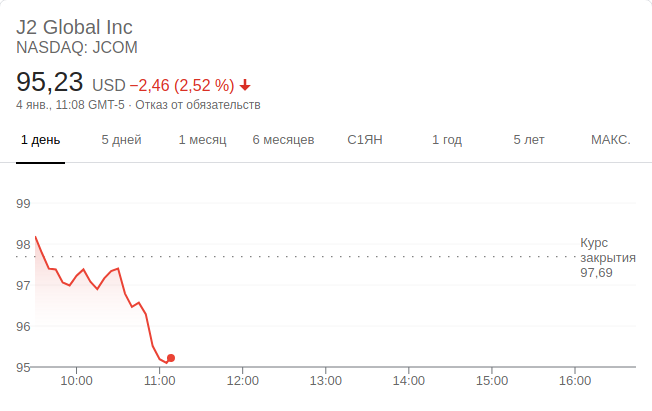 J2 Global Inc
NASDAQ: JCOM
95,23 USD −2,46 (2,52 %)
4 янв., 11:08 GMT-5 · Отказ от обязательств
1 день 5 дней 1 месяц 6 месяцев С1ЯН 1 год 5 лет МАКС.
99
98
97
96
95
Курс
закрытия
97,69
10:00 11:00 12:00 13:00 14:00 15:00 16:00